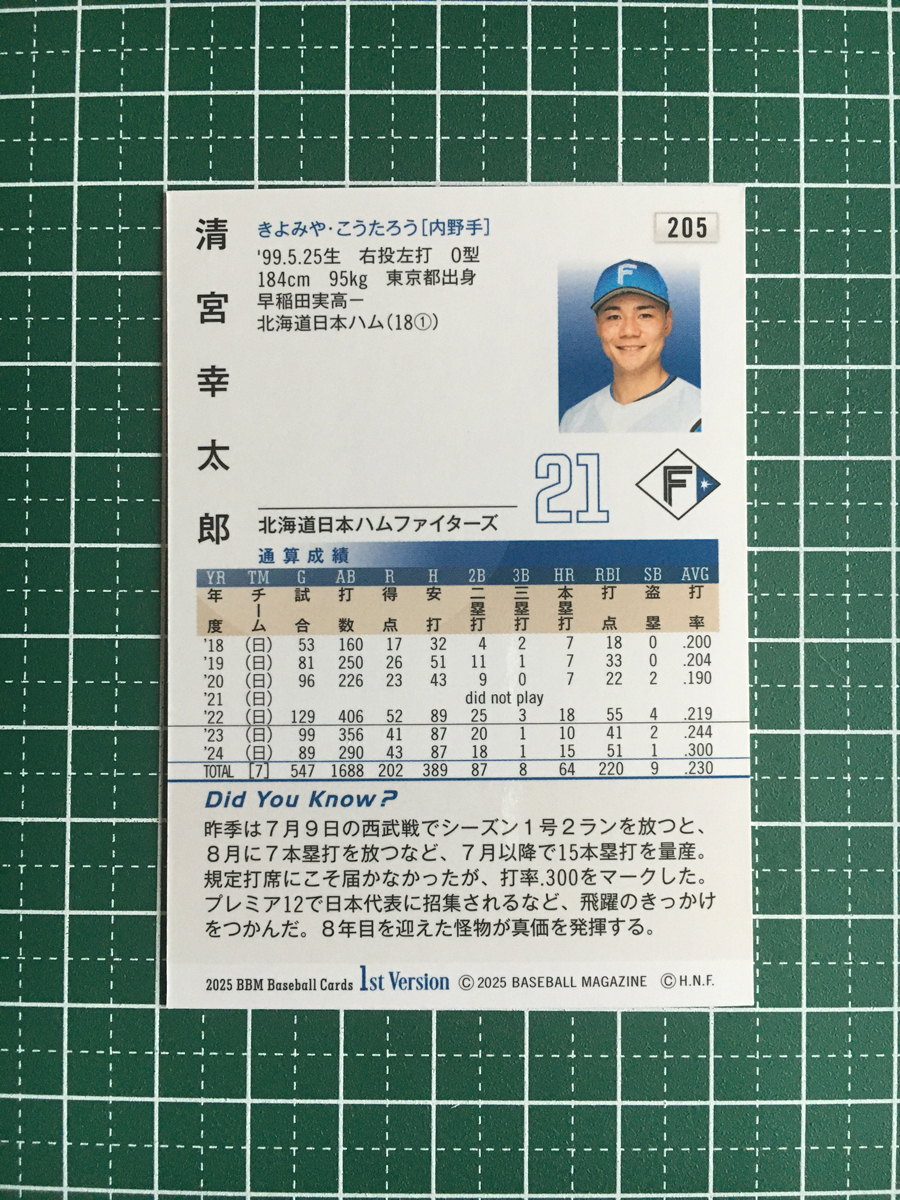 清宮幸太郎
きよみや・こうたろう[内野手]
205
'99.5.25生 右投左打 O型
184cm 95kg 東京都出身
早稲田実高ー
北海道日本ハム(18①)
F
21
F
北海道日本ハムファイターズ
通算成績
YR TM G AB R H 2B 3B HR RBI SB AVG
年度 チーム 試合 打数 得点 安打 二塁打 三塁打 本塁打 打点 盗塁 打率
'18 (日) 53 160 17 32 4 2 7 18 0 .200
'19 (日) 81 250 26 51 11 1 7 33 0 .204
'20 (日) 96 226 23 43 9 0 7 22 2 .190
'21 (日) did not play
'22 (日) 129 406 52 89 25 3 18 55 4 .219
'23 (日) 99 356 41 87 20 1 10 41 2 .244
'24 (日) 89 290 43 87 18 1 15 51 1 .300
TOTAL [7] 547 1688 202 389 87 8 64 220 9 .230
Did You Know?
昨季は7月9日の西武戦でシーズン1号2ランを放つと、
8月に7本塁打を放つなど、7月以降で15本塁打を量産。
規定打席にこそ届かなかったが、打率.300をマークした。
プレミア12で日本代表に招集されるなど、飛躍のきっかけ
をつかんだ。8年目を迎えた怪物が真価を発揮する。
2025 BBM Baseball Cards 1st Version ©2025 BASEBALL MAGAZINE ©H.N.F.